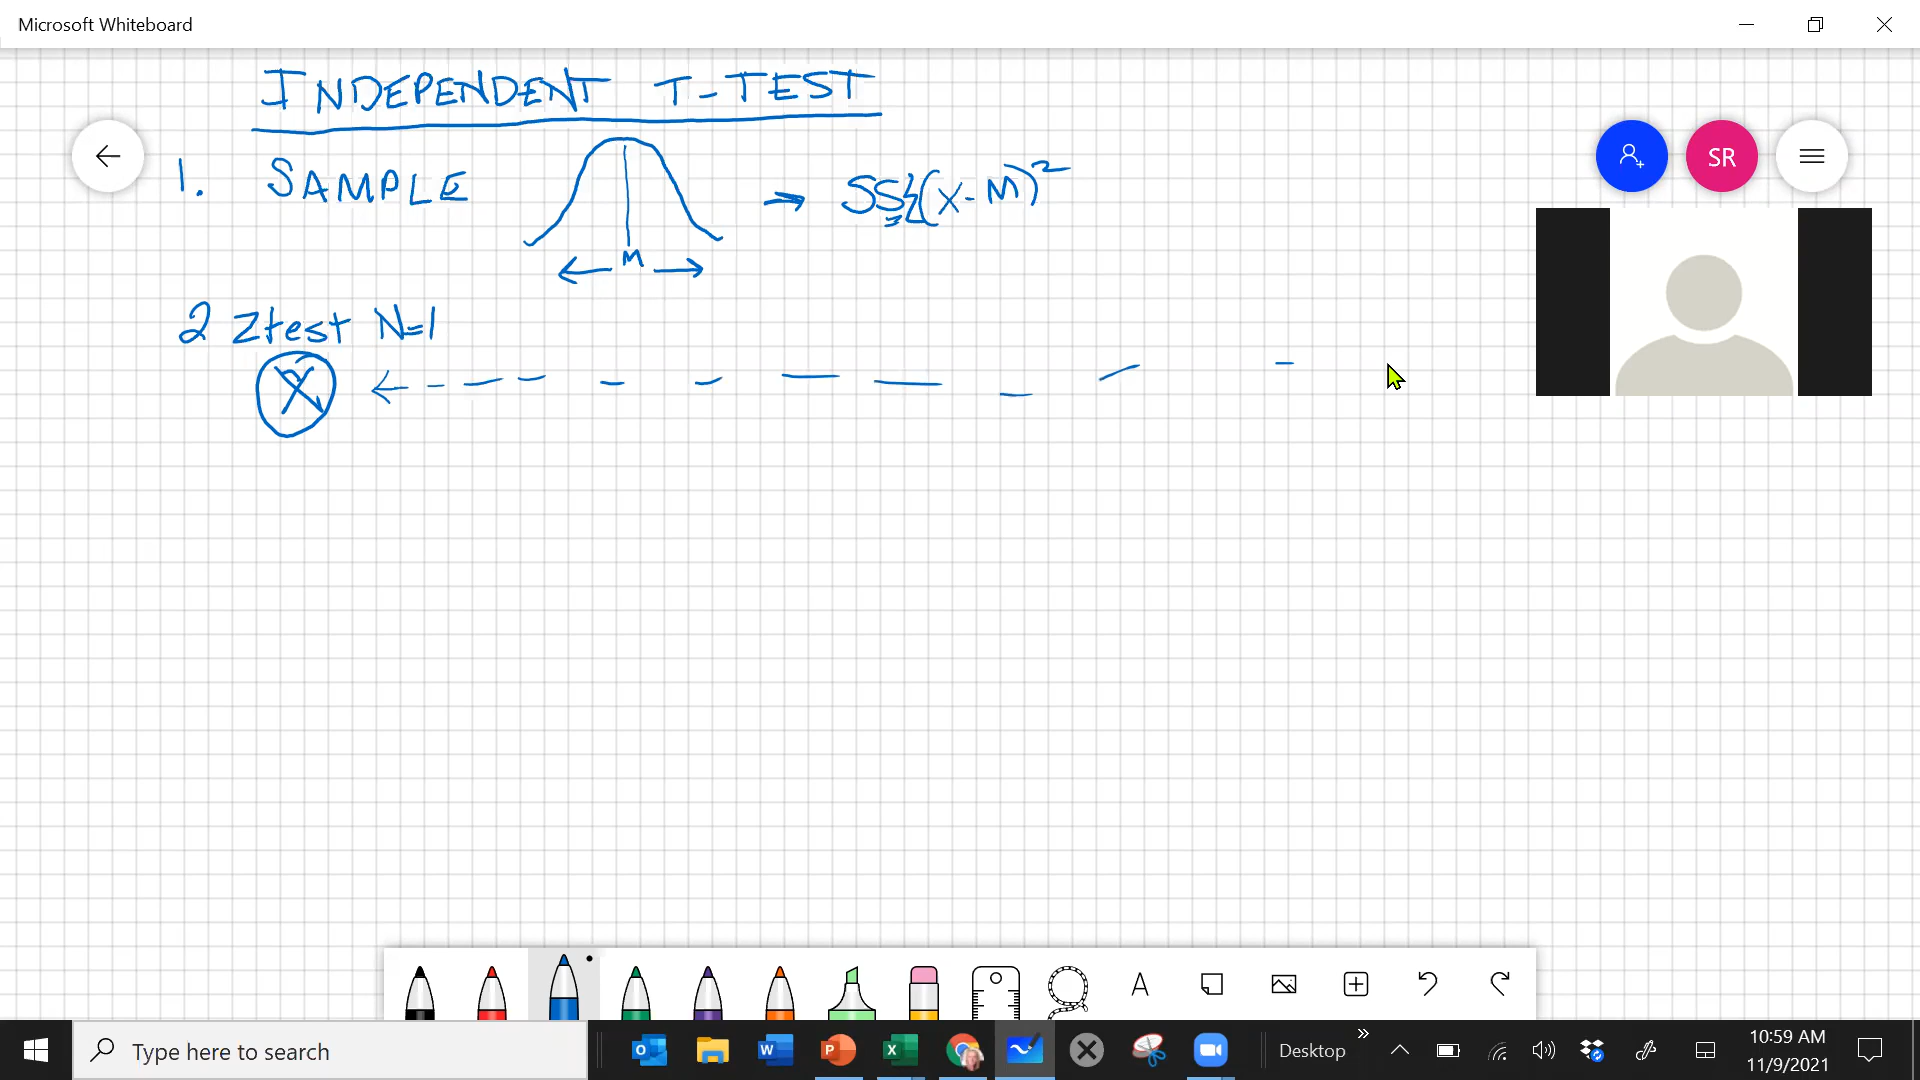 Microsoft Whiteboard
INDEPENDENT T-TEST
1. SAMPLE → SS=Σ(X-M)²
M
SR
2 Ztest N=1
X
A
Type here to search
Desktop
10:59 AM
11/9/2021